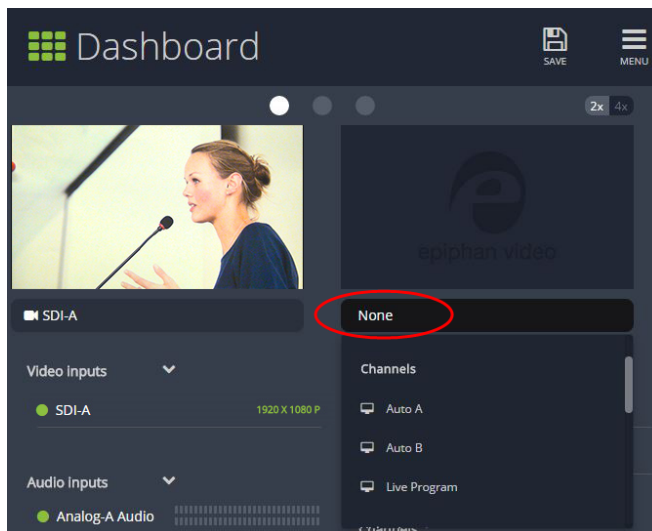 Dashboard
SAVE
MENU
2x 4x
epiphan video
SDI-A
None
Video inputs
Channels
SDI-A 1920 X 1080 P
Auto A
Auto B
Audio inputs
Live Program
Analog-A Audio
Channels